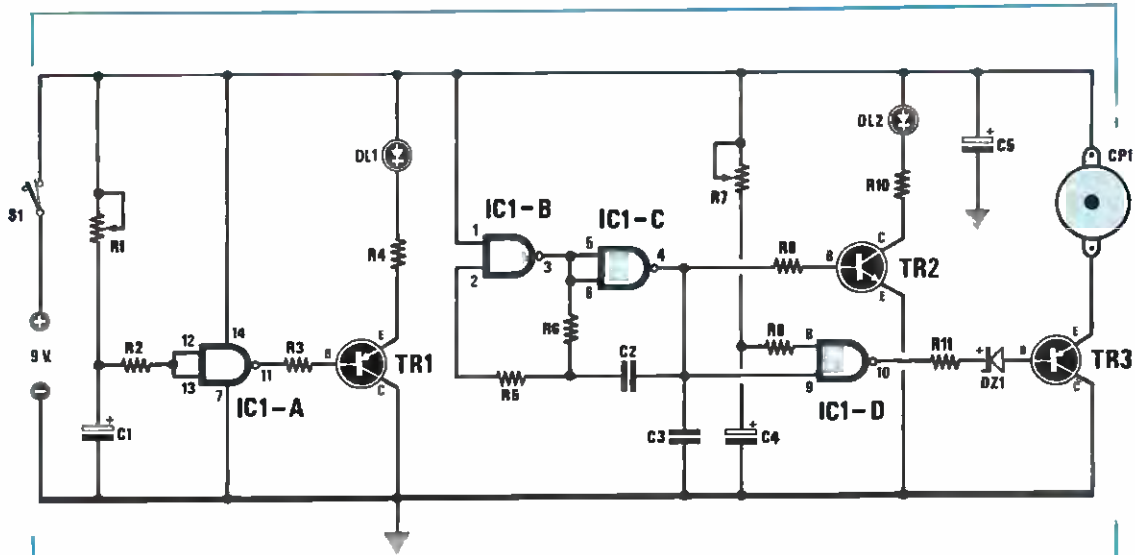 S1
R1
9 V.
C1
R2
12
13
14
7
11
IC1-A
R3
B
E
C
TR1
DL1
R4
IC1-B
1
2
3
IC1-C
5
6
4
R6
R5
C2
C3
R7
C4
R8
8
9
10
IC1-D
R9
B
C
E
TR2
DL2
R10
C5
R11
DZ1
B
E
C
TR3
CP1